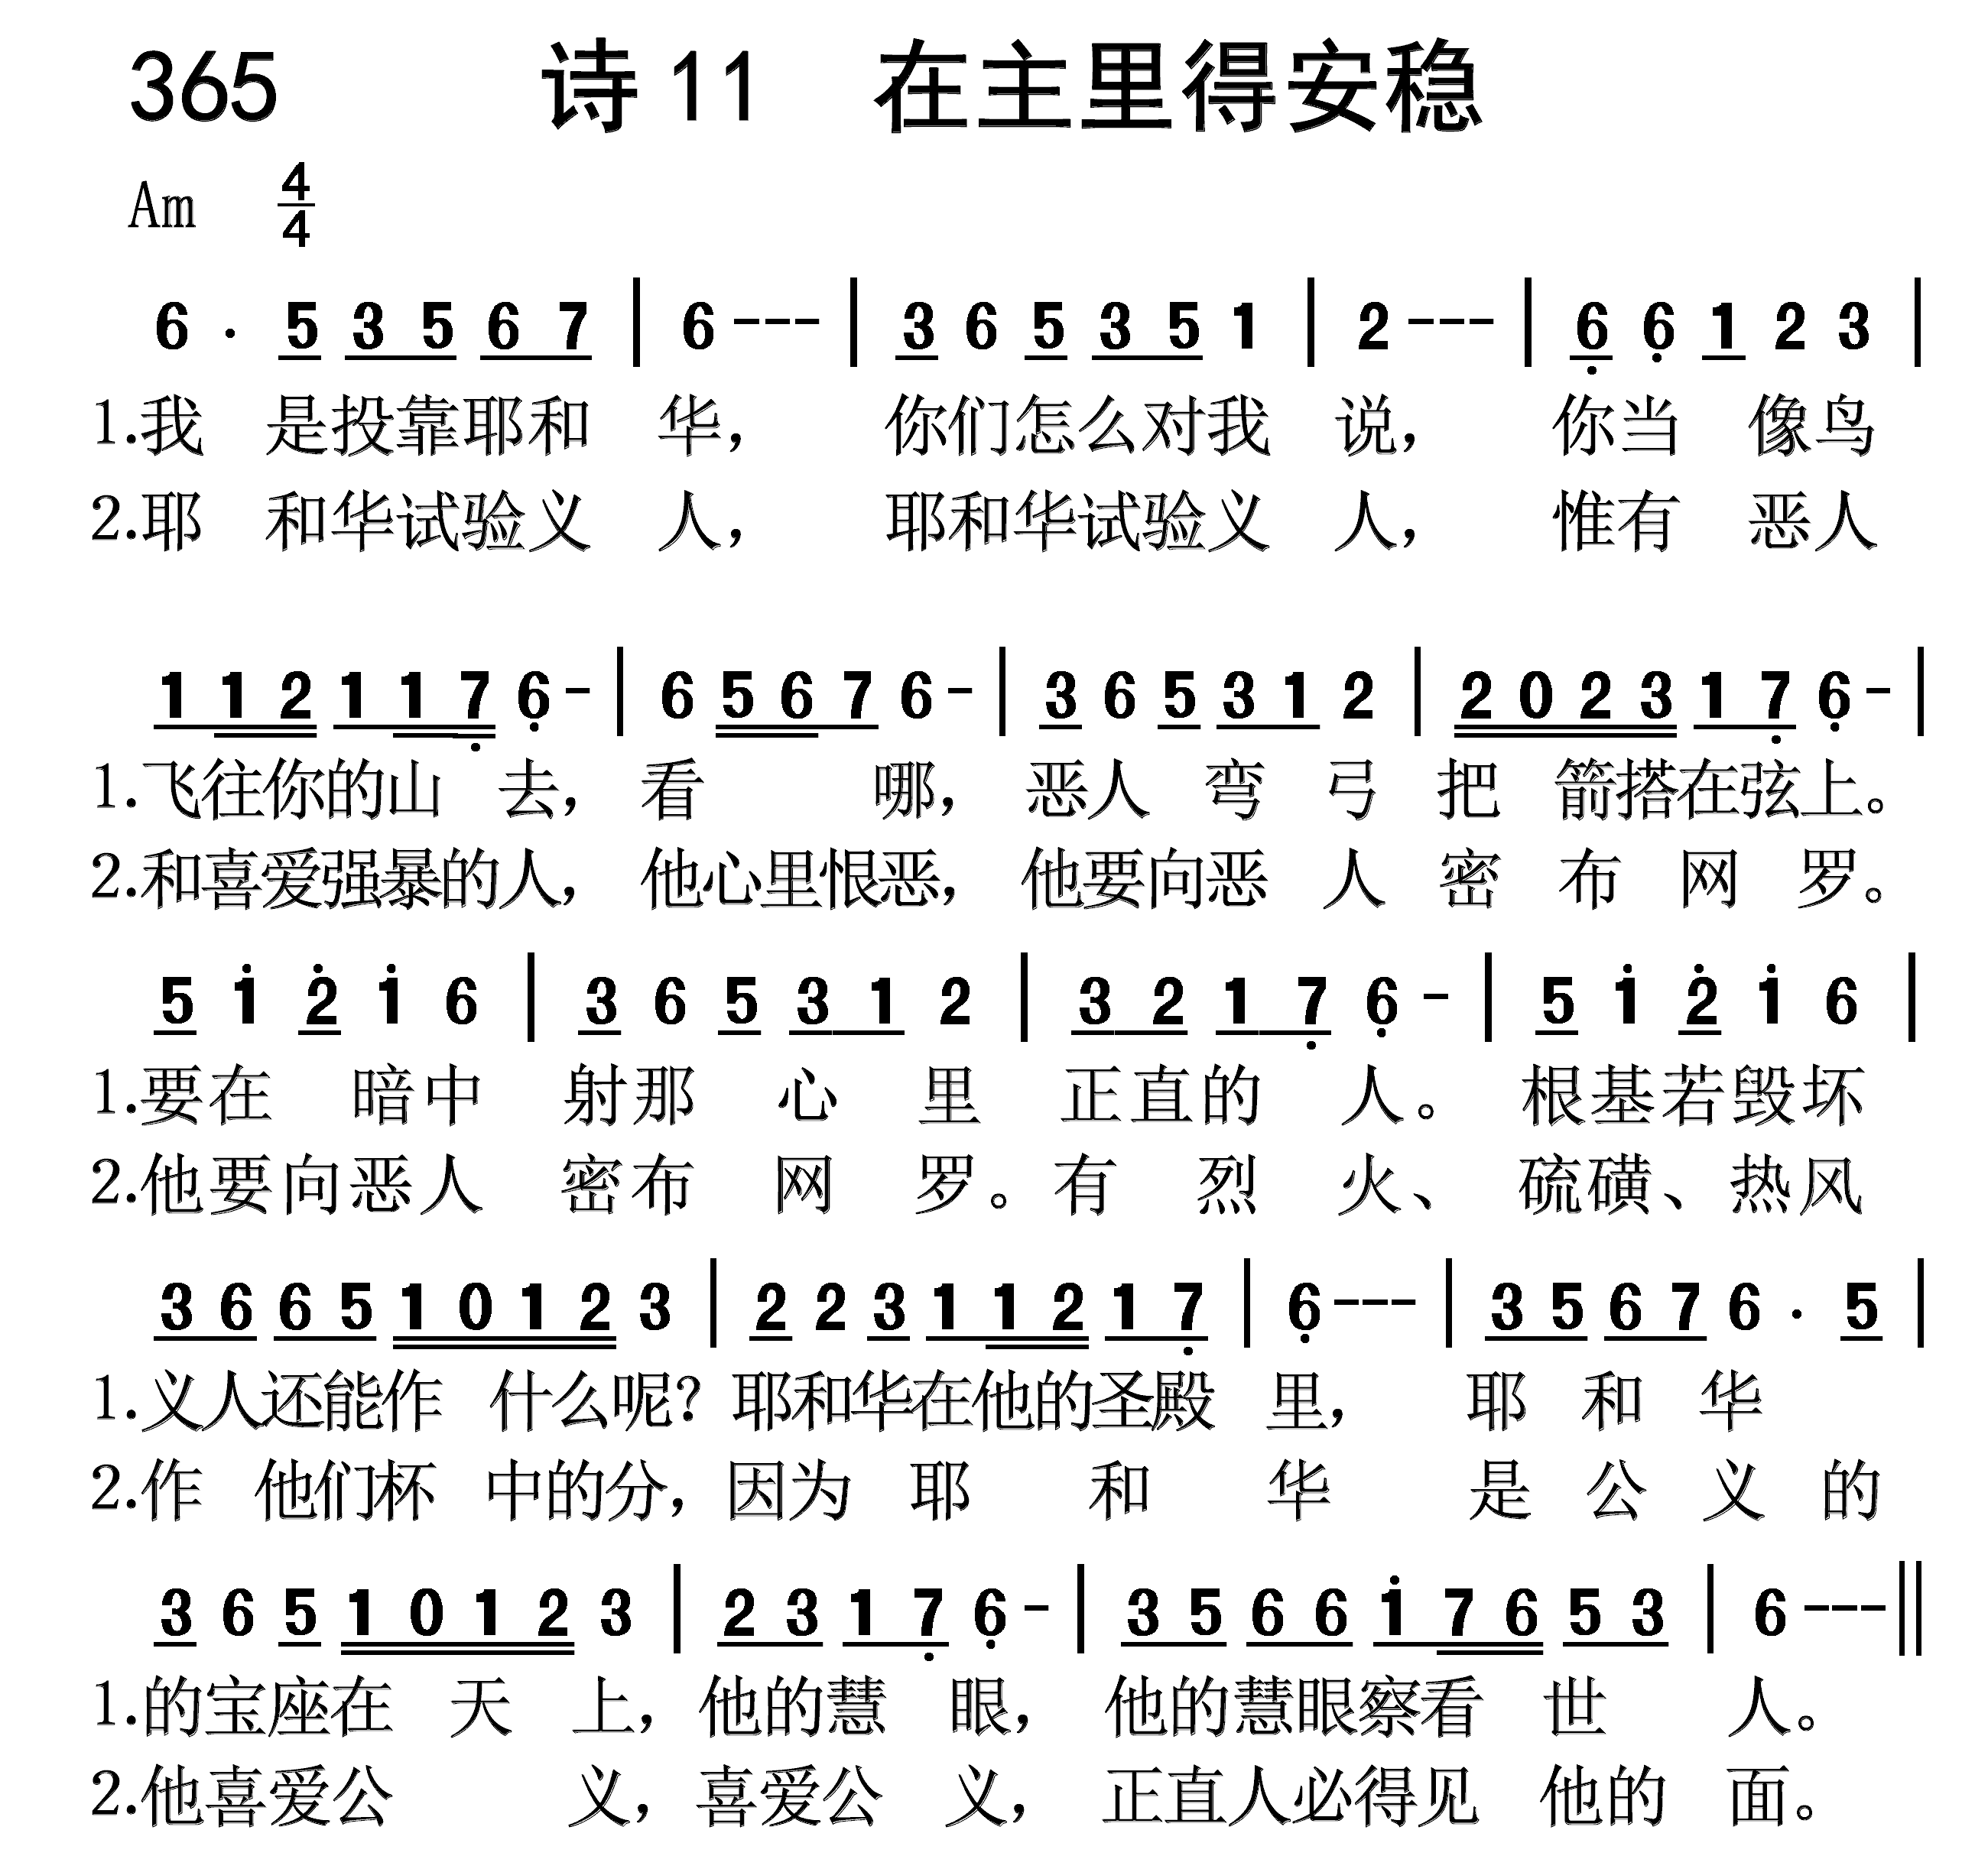 365 诗 11 在主里得安稳
Am 4/4
6 · 5 3 5 6 7 | 6 - - - | 3 6 5 3 5 1 | 2 - - - | 6̣ 6̣ 1 2 3 |
1.我 是投靠耶和 华， 你们怎么对我 说， 你当 像鸟
2.耶 和华试验义 人， 耶和华试验义 人， 惟有 恶人
1 1 2 1 1 7̣ 6̣ - | 6 5 6 7 6 - | 3 6 5 3 1 2 | 2 0 2 3 1 7̣ 6̣ - |
1.飞往你的山 去， 看 哪， 恶人 弯 弓 把 箭搭在弦上。
2.和喜爱强暴的人， 他心里恨恶， 他要向恶 人 密 布 网 罗。
5 1̇ 2̇ 1̇ 6 | 3 6 5 3 1 2 | 3 2 1 7̣ 6̣ - | 5 1̇ 2̇ 1̇ 6 |
1.要在 暗中 射那 心 里 正直的 人。 根基若毁坏
2.他要向恶人 密布 网 罗。有 烈 火、 硫磺、热风
3 6 6 5 1 0 1 2 3 | 2 2 3 1 1 2 1 7̣ | 6̣ - - - | 3 5 6 7 6 · 5 |
1.义人还能作 什么呢？耶和华在他的圣殿 里， 耶 和 华
2.作 他们杯 中的分，因为 耶 和 华 是 公 义 的
3 6 5 1 0 1 2 3 | 2 3 1 7̣ 6̣ - | 3 5 6 6 1̇ 7 6 5 3 | 6 - - - ||
1.的宝座在 天 上，他的慧 眼， 他的慧眼察看 世 人。
2.他喜爱公 义，喜爱公 义， 正直人必得见 他的 面。